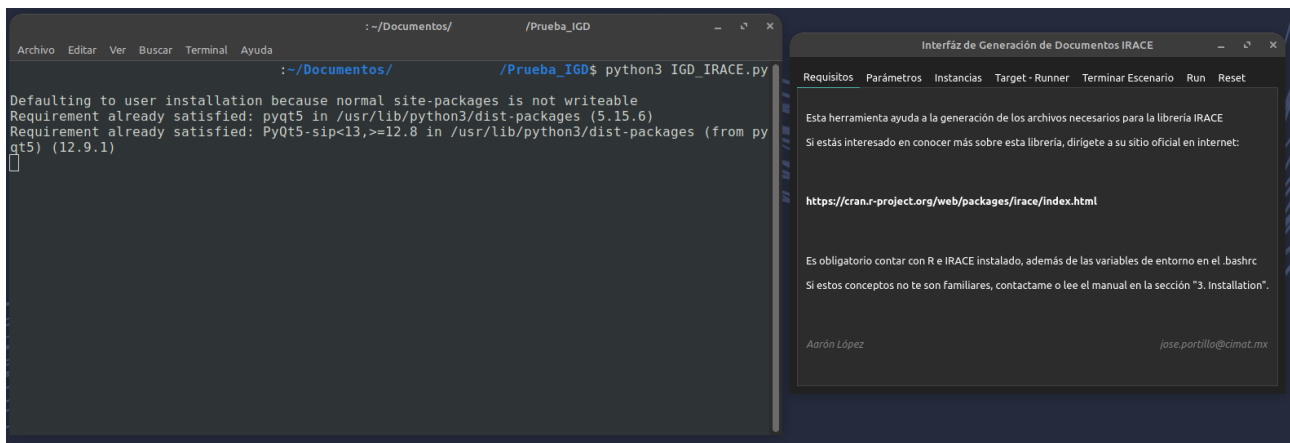 : ~/Documentos/ /Prueba_IGD
Archivo Editar Ver Buscar Terminal Ayuda
:~/Documentos/ /Prueba_IGD$ python3 IGD_IRACE.py
Defaulting to user installation because normal site-packages is not writeable
Requirement already satisfied: pyqt5 in /usr/lib/python3/dist-packages (5.15.6)
Requirement already satisfied: PyQt5-sip<13,>=12.8 in /usr/lib/python3/dist-packages (from py
qt5) (12.9.1)
Interfáz de Generación de Documentos IRACE
Requisitos Parámetros Instancias Target - Runner Terminar Escenario Run Reset
Esta herramienta ayuda a la generación de los archivos necesarios para la librería IRACE
Si estás interesado en conocer más sobre esta librería, dirígete a su sitio oficial en internet:
https://cran.r-project.org/web/packages/irace/index.html
Es obligatorio contar con R e IRACE instalado, además de las variables de entorno en el .bashrc
Si estos conceptos no te son familiares, contactame o lee el manual en la sección "3. Installation".
Aarón López jose.portillo@cimat.mx